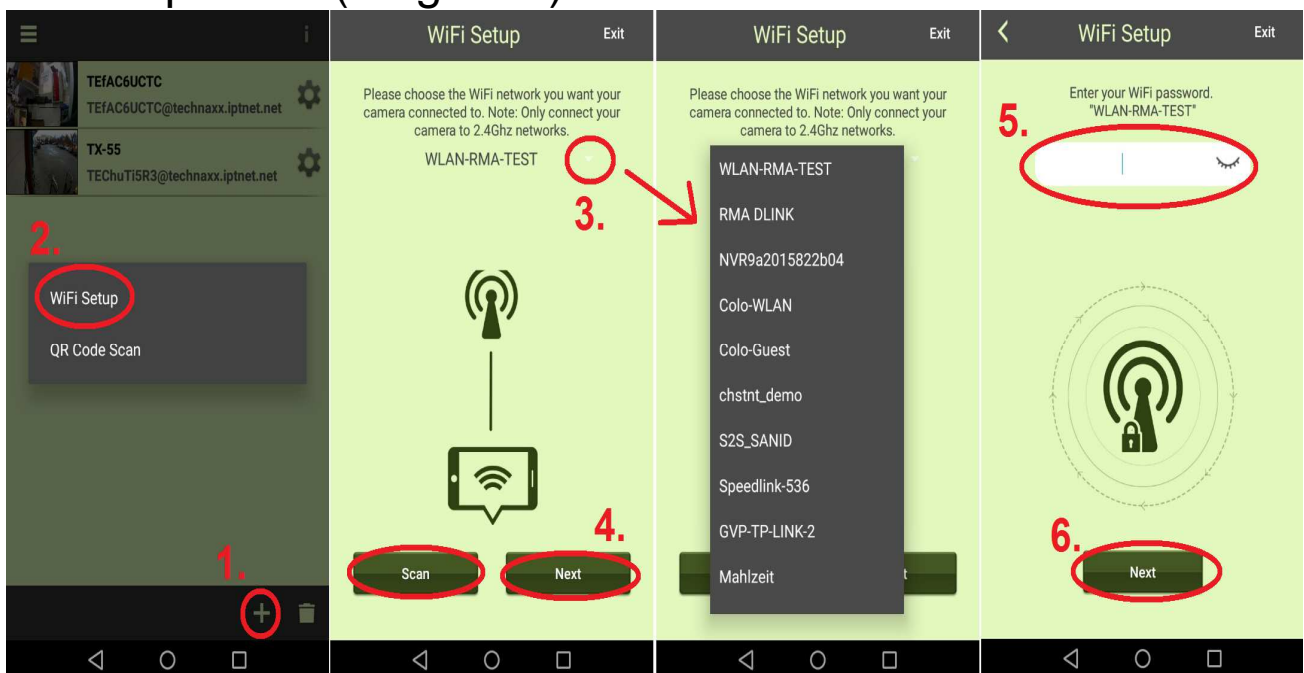 WiFi Setup Exit
WiFi Setup Exit
WiFi Setup Exit
TEfAC6UCTC
TEfAC6UCTC@technaxx.iptnet.net
TX-55
TEChuTi5R3@technaxx.iptnet.net
2.
WiFi Setup
QR Code Scan
1.
Please choose the WiFi network you want your
camera connected to. Note: Only connect your
camera to 2.4Ghz networks.
WLAN-RMA-TEST
3.
4.
Scan
Next
Please choose the WiFi network you want your
camera connected to. Note: Only connect your
camera to 2.4Ghz networks.
WLAN-RMA-TEST
RMA DLINK
NVR9a2015822b04
Colo-WLAN
Colo-Guest
chstnt_demo
S2S_SANID
Speedlink-536
GVP-TP-LINK-2
Mahlzeit
Enter your WiFi password.
"WLAN-RMA-TEST"
5.
6.
Next